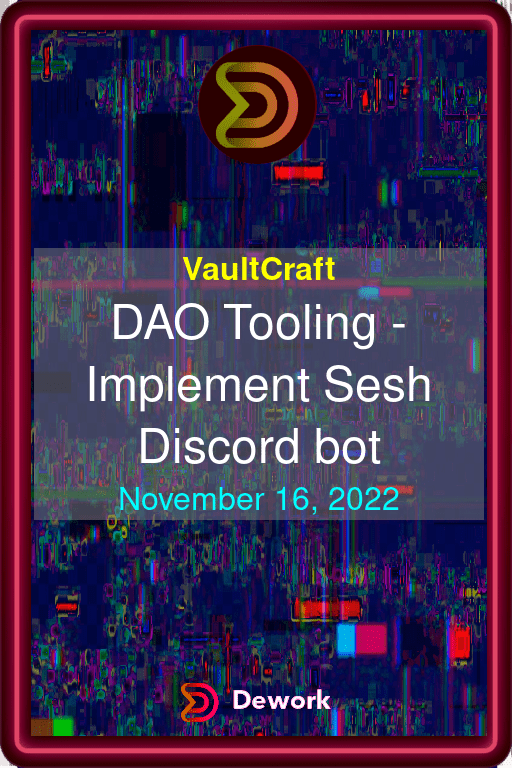 VaultCraft
DAO Tooling -
Implement Sesh
Discord bot
November 16, 2022
Dework